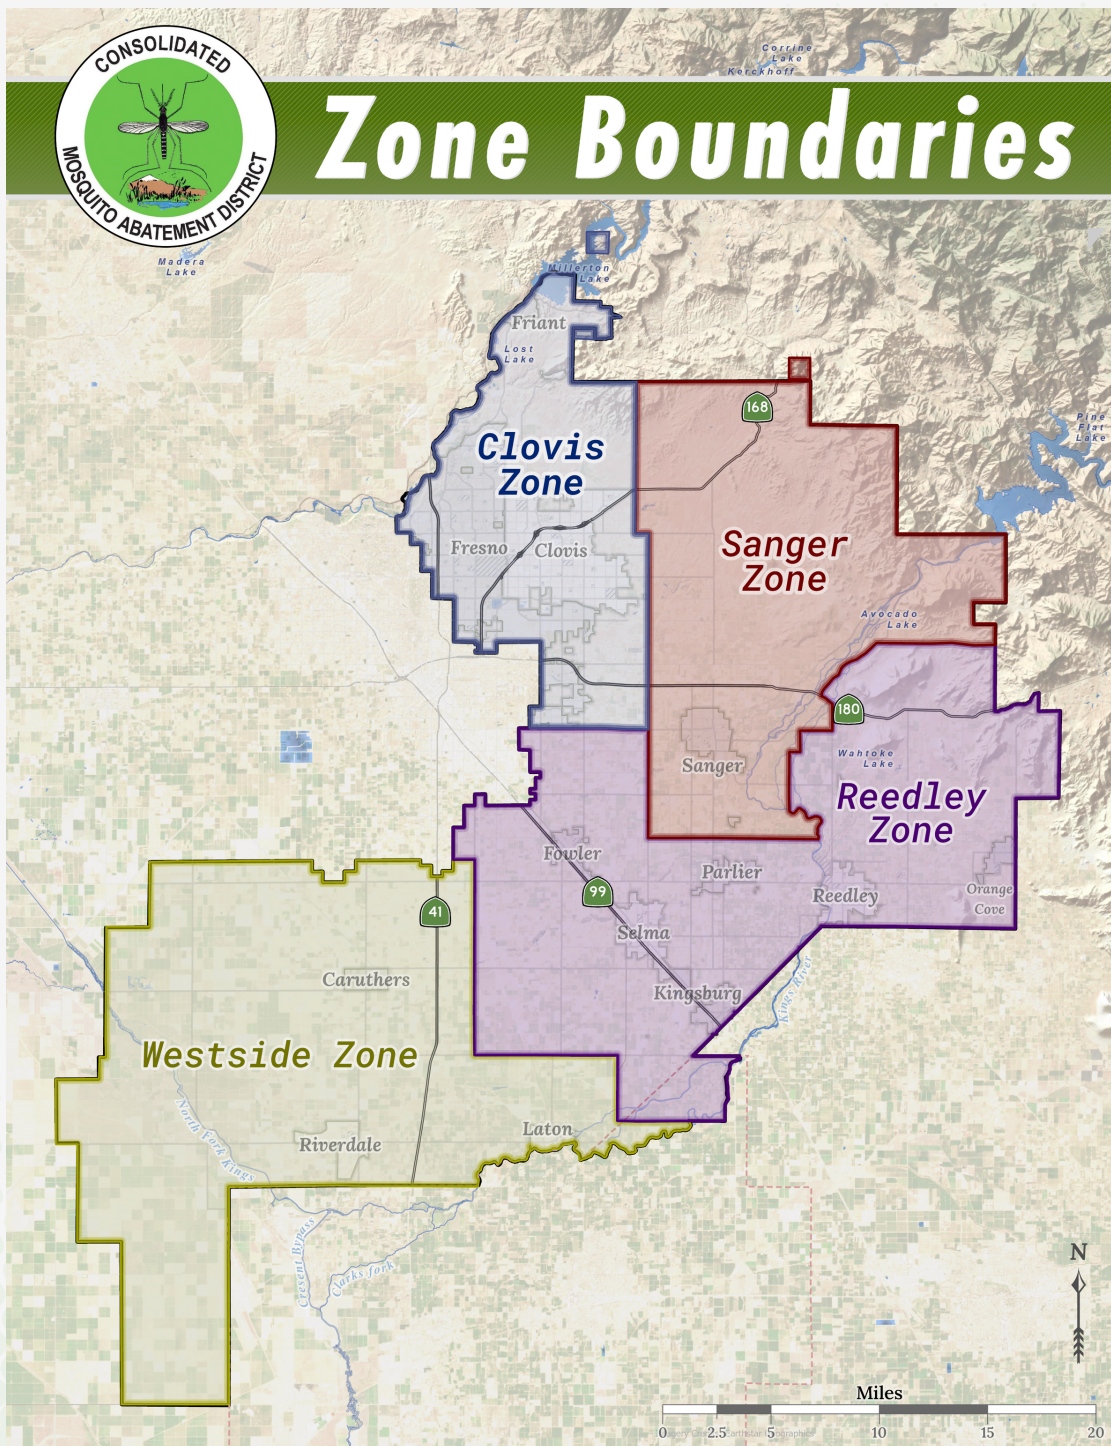 CONSOLIDATED
MOSQUITO ABATEMENT DISTRICT
Zone Boundaries
Corrine
Lake
Kerckhoff
Madera
Lake
Millerton
Lake
Friant
Lost
Lake
168
Pine
Flat
Lake
Clovis
Zone
Fresno
Clovis
Sanger
Zone
Avocado
Lake
180
Wahtoke
Lake
Sanger
Reedley
Zone
Fowler
Parlier
99
Reedley
Orange
Cove
41
Selma
Caruthers
Kingsburg
Kings River
Westside Zone
North Fork Kings
Laton
Riverdale
Cresent Bypass
Clarks fork
N
Miles
0 2.5 5 10 15 20